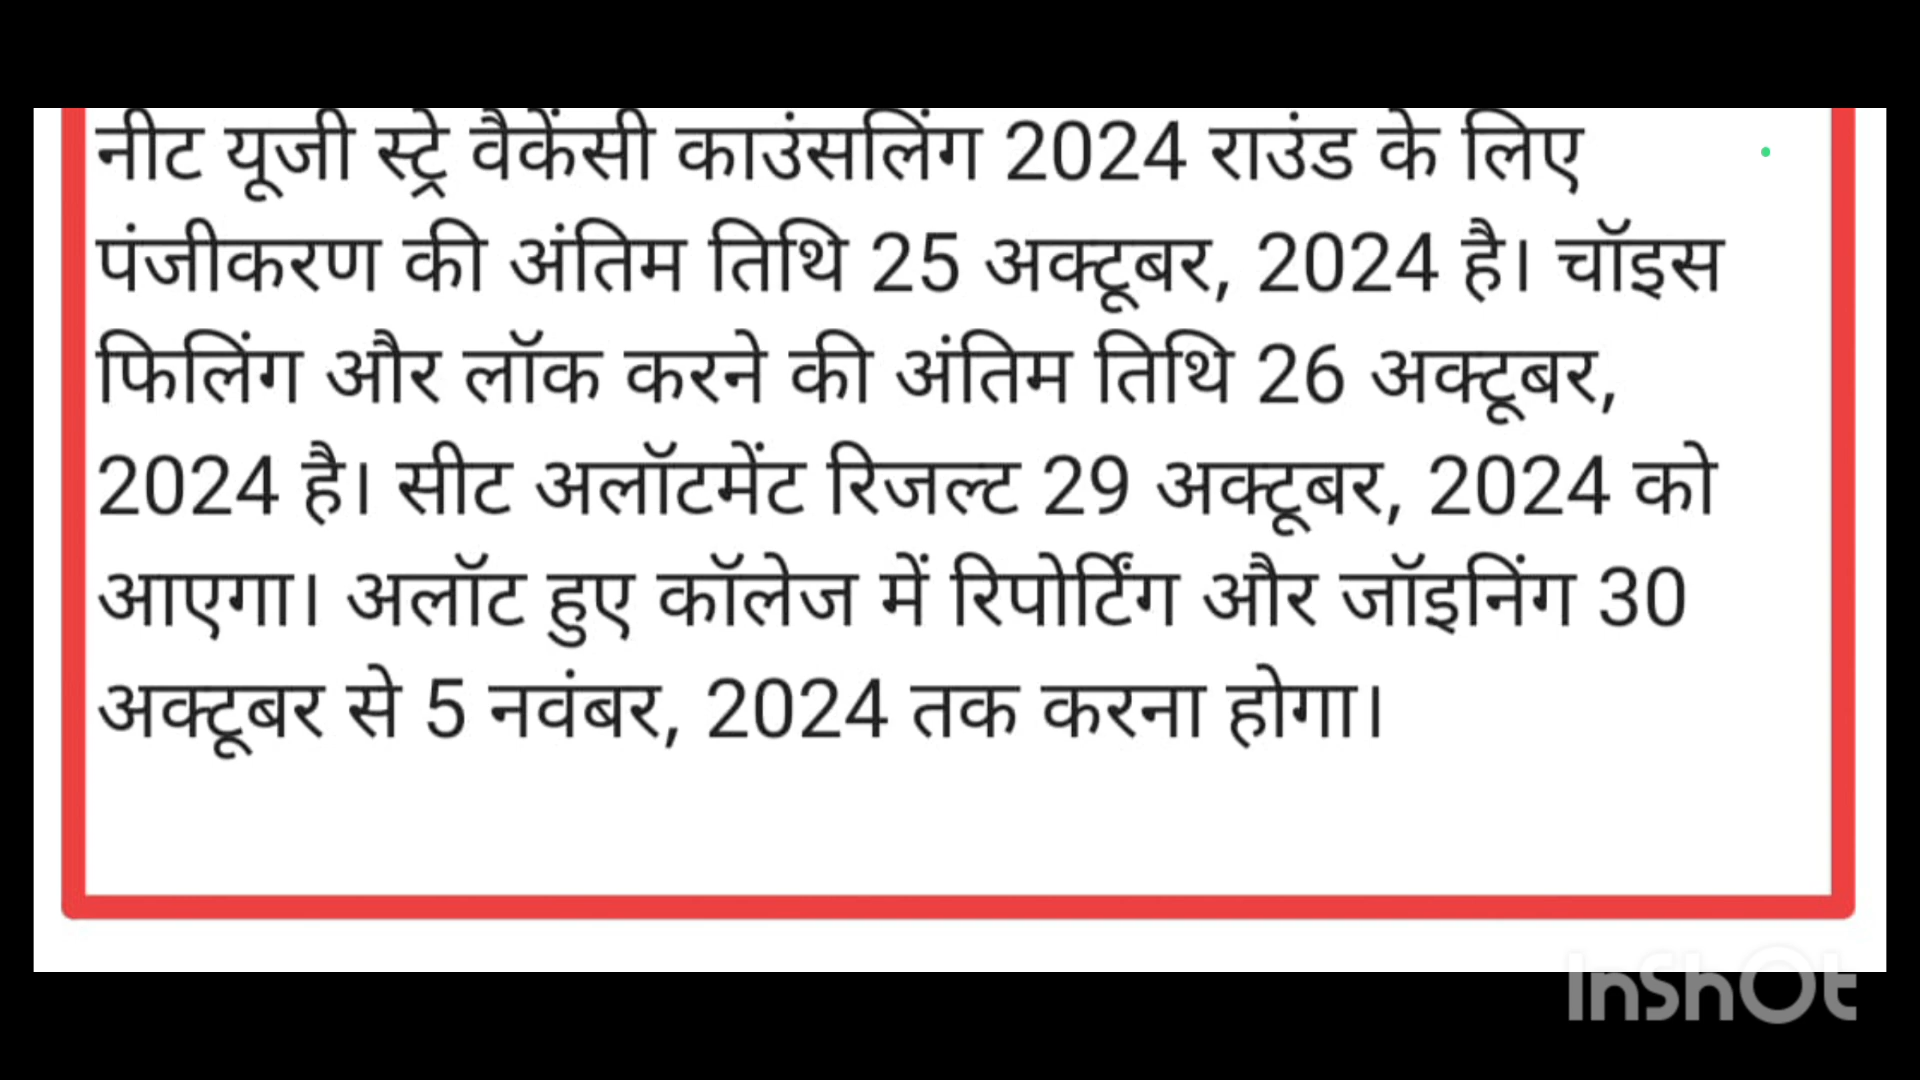 नीट यूजी स्ट्रे वैकेंसी काउंसलिंग 2024 राउंड के लिए
पंजीकरण की अंतिम तिथि 25 अक्टूबर, 2024 है। चॉइस
फिलिंग और लॉक करने की अंतिम तिथि 26 अक्टूबर,
2024 है। सीट अलॉटमेंट रिजल्ट 29 अक्टूबर, 2024 को
आएगा। अलॉट हुए कॉलेज में रिपोर्टिंग और जॉइनिंग 30
अक्टूबर से 5 नवंबर, 2024 तक करना होगा।
InShOt